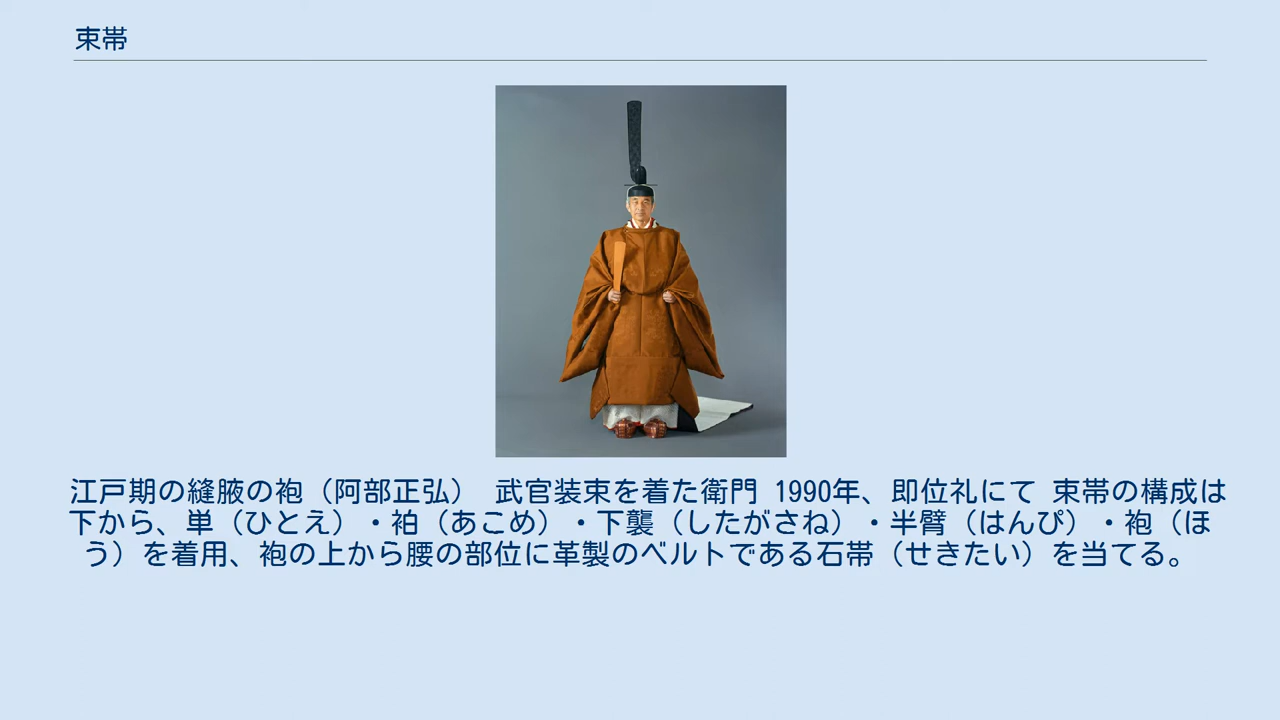 束帯
江戸期の縫腋の袍（阿部正弘） 武官装束を着た衛門 1990年、即位礼にて 束帯の構成は
下から、単（ひとえ）・衵（あこめ）・下襲（したがさね）・半臂（はんぴ）・袍（ほ
う）を着用、袍の上から腰の部位に革製のベルトである石帯（せきたい）を当てる。